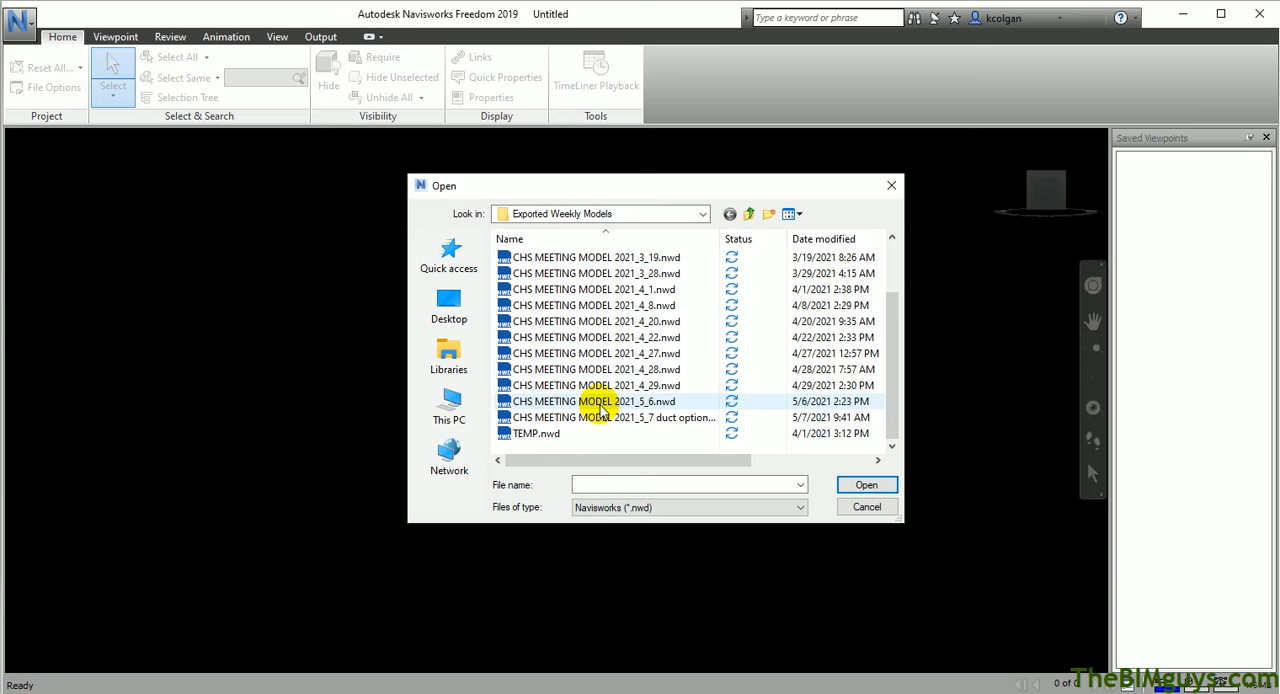 Autodesk Navisworks Freedom 2019 Untitled
Type a keyword or phrase
kcolgan
Home Viewpoint Review Animation View Output
Reset All...
File Options
Project
Select
Select All
Select Same
Selection Tree
Select & Search
Hide
Require
Hide Unselected
Unhide All
Visibility
Links
Quick Properties
Properties
Display
TimeLiner Playback
Tools
Saved Viewpoints
Open
Look in: Exported Weekly Models
Name Status Date modified
CHS MEETING MODEL 2021_3_19.nwd 3/19/2021 8:26 AM
CHS MEETING MODEL 2021_3_28.nwd 3/29/2021 4:15 AM
CHS MEETING MODEL 2021_4_1.nwd 4/1/2021 2:38 PM
CHS MEETING MODEL 2021_4_8.nwd 4/8/2021 2:29 PM
CHS MEETING MODEL 2021_4_20.nwd 4/20/2021 9:35 AM
CHS MEETING MODEL 2021_4_22.nwd 4/22/2021 2:33 PM
CHS MEETING MODEL 2021_4_27.nwd 4/27/2021 12:57 PM
CHS MEETING MODEL 2021_4_28.nwd 4/28/2021 7:57 AM
CHS MEETING MODEL 2021_4_29.nwd 4/29/2021 2:30 PM
CHS MEETING MODEL 2021_5_6.nwd 5/6/2021 2:23 PM
CHS MEETING MODEL 2021_5_7 duct option... 5/7/2021 9:41 AM
TEMP.nwd 4/1/2021 3:12 PM
Quick access
Desktop
Libraries
This PC
Network
File name: Open
Files of type: Navisworks (*.nwd) Cancel
Ready
0 of 0
TheBIMguys.com